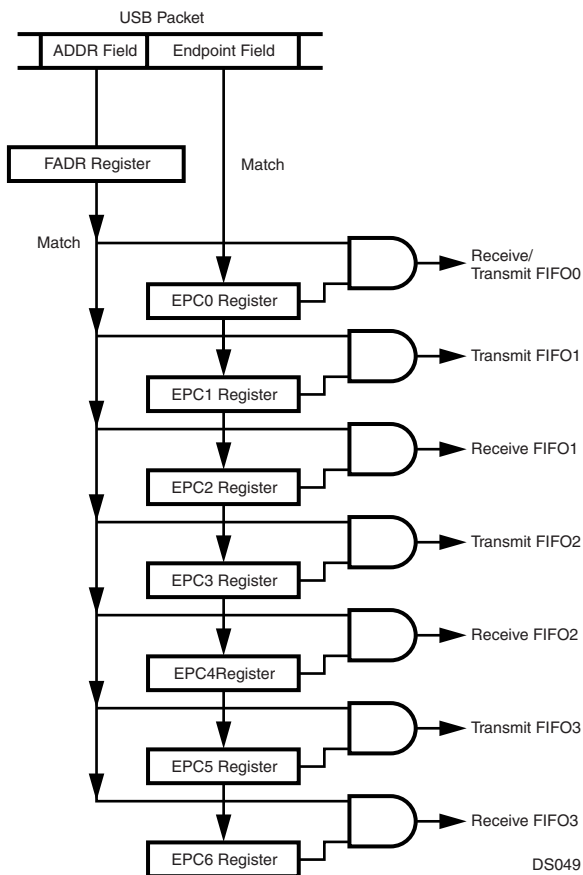 USB Packet
ADDR Field
Endpoint Field
FADR Register
Match
Match
Receive/
Transmit FIFO0
EPC0 Register
Transmit FIFO1
EPC1 Register
Receive FIFO1
EPC2 Register
Transmit FIFO2
EPC3 Register
Receive FIFO2
EPC4Register
Transmit FIFO3
EPC5 Register
Receive FIFO3
EPC6 Register
DS049